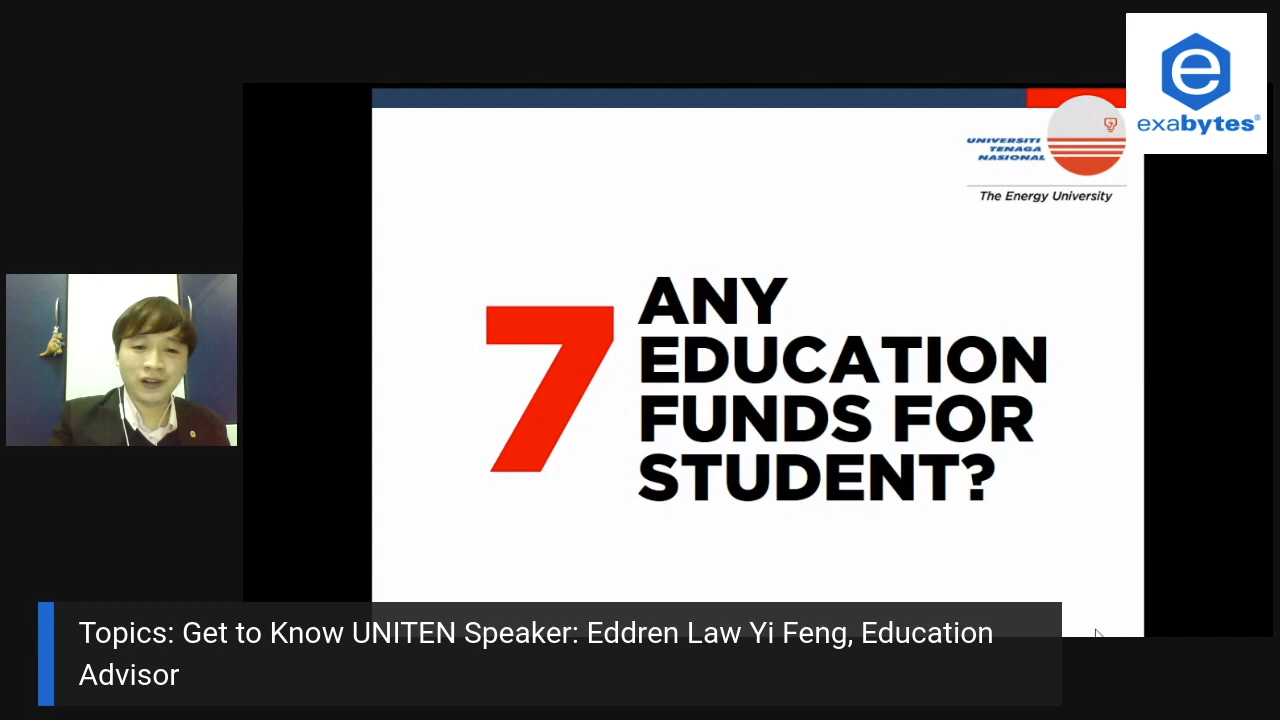 e
exabytes®
UNIVERSITI
TENAGA
NASIONAL
The Energy University
7
ANY
EDUCATION
FUNDS FOR
STUDENT?
Topics: Get to Know UNITEN Speaker: Eddren Law Yi Feng, Education
Advisor